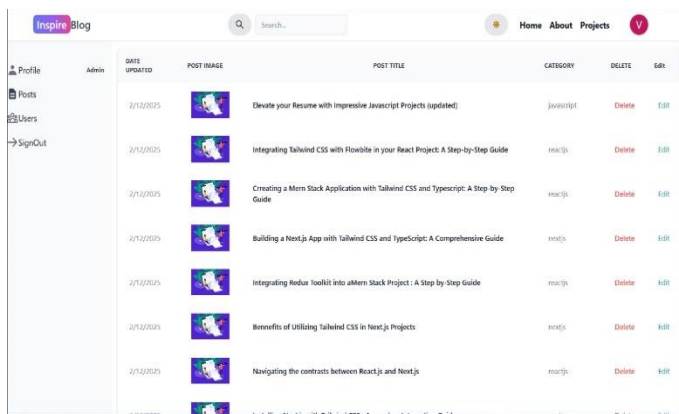 Inspire Blog
Search...
Home About Projects
V
Profile Admin
Posts
Users
SignOut
DATE UPDATED POST IMAGE POST TITLE CATEGORY DELETE Edit
2/12/2025 Elevate your Resume with Impressive Javascript Projects (updated) javascript Delete Edit
2/12/2025 Integrating Tailwind CSS with Flowbite in your React Project: A Step-by-Step Guide reactjs Delete Edit
2/12/2025 Crreating a Mern Stack Application with Tailwind CSS and Typescript: A Step-by-Step
Guide reactjs Delete Edit
2/12/2025 Building a Next.js App with Tailwind CSS and TypeScript: A Comprehensive Guide nextjs Delete Edit
2/12/2025 Integrating Redux Toolkit into aMern Stack Project : A Step by-Step Guide reactjs Delete Edit
2/12/2025 Bennefits of Utilizing Tailwind CSS in Next.js Projects nextjs Delete Edit
2/12/2025 Navigating the contrasts between React.js and Next.js reactjs Delete Edit